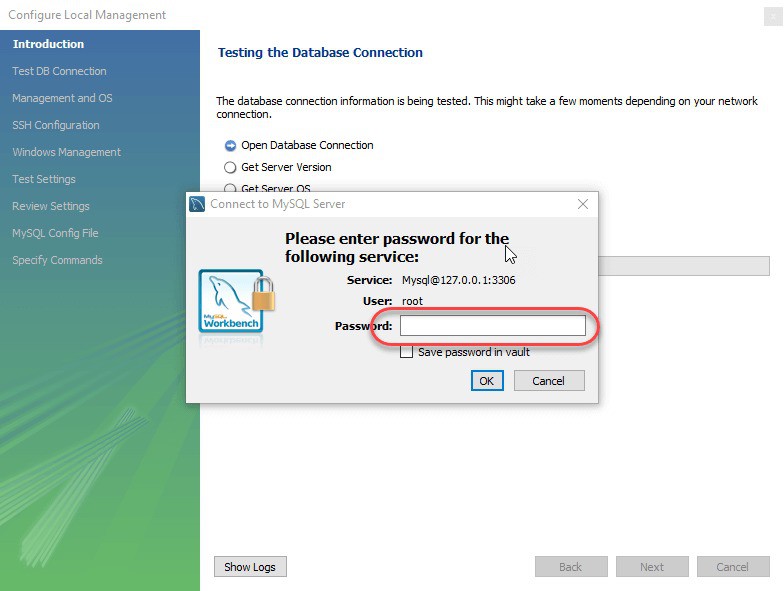 Configure Local Management
Introduction
Test DB Connection
Management and OS
SSH Configuration
Windows Management
Test Settings
Review Settings
MySQL Config File
Specify Commands
Testing the Database Connection
The database connection information is being tested. This might take a few moments depending on your network
connection.
Open Database Connection
Get Server Version
Get Server OS
Connect to MySQL Server
Please enter password for the
following service:
Service: Mysql@127.0.0.1:3306
User: root
Password:
Save password in vault
MySQL
Workbench
OK
Cancel
Show Logs
Back
Next
Cancel